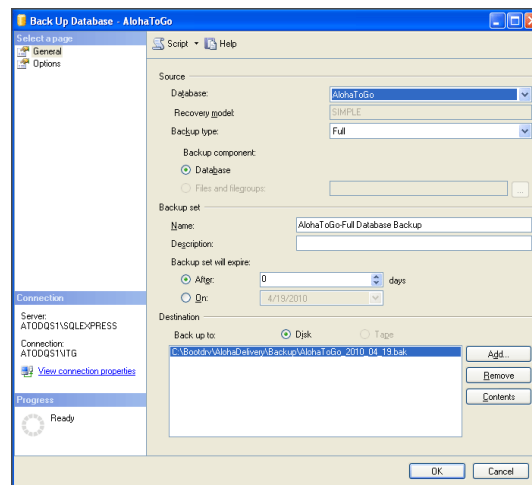 Back Up Database - AlohaToGo
Select a page
General
Options
Script Help
Source
Database: AlohaToGo
Recovery model: SIMPLE
Backup type: Full
Backup component:
Database
Files and filegroups: ...
Backup set
Name: AlohaToGo-Full Database Backup
Description:
Backup set will expire:
After: 0 days
On: 4/19/2010
Destination
Back up to: Disk Tape
C:\Bootdrv\AlohaDelivery\Backup\AlohaToGo_2010_04_19.bak
Add...
Remove
Contents
Connection
Server:
ATODQS1\SQLEXPRESS
Connection:
ATODQS1\ITG
View connection properties
Progress
Ready
OK Cancel